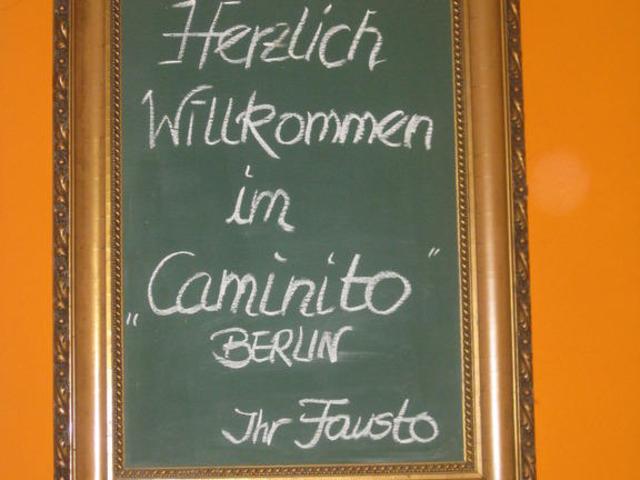 Herzlich
Willkommen
im
„Caminito"
BERLIN
Ihr Fausto